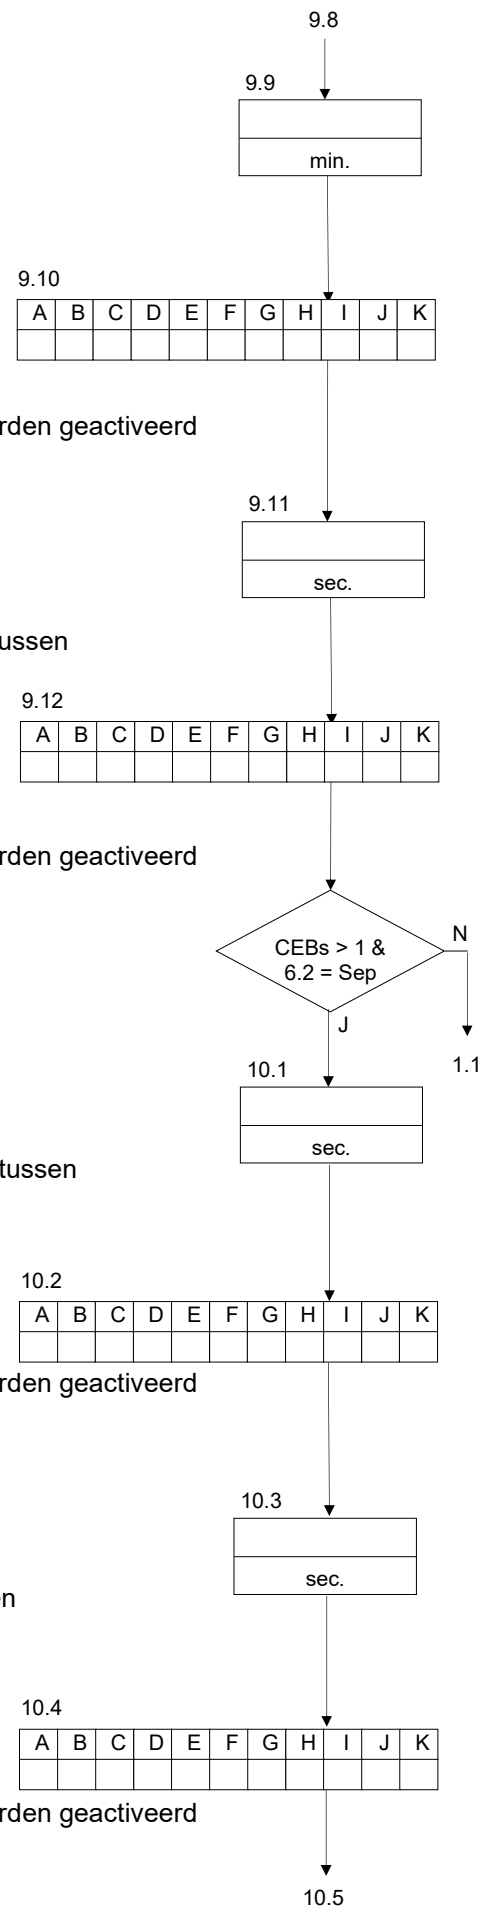 9.8
9.9
min.
9.10
A B C D E F G H I J K
rden geactiveerd
9.11
sec.
ussen
9.12
A B C D E F G H I J K
rden geactiveerd
CEBs > 1 &
6.2 = Sep
N
J
1.1
10.1
sec.
tussen
10.2
A B C D E F G H I J K
rden geactiveerd
10.3
sec.
n
10.4
A B C D E F G H I J K
rden geactiveerd
10.5